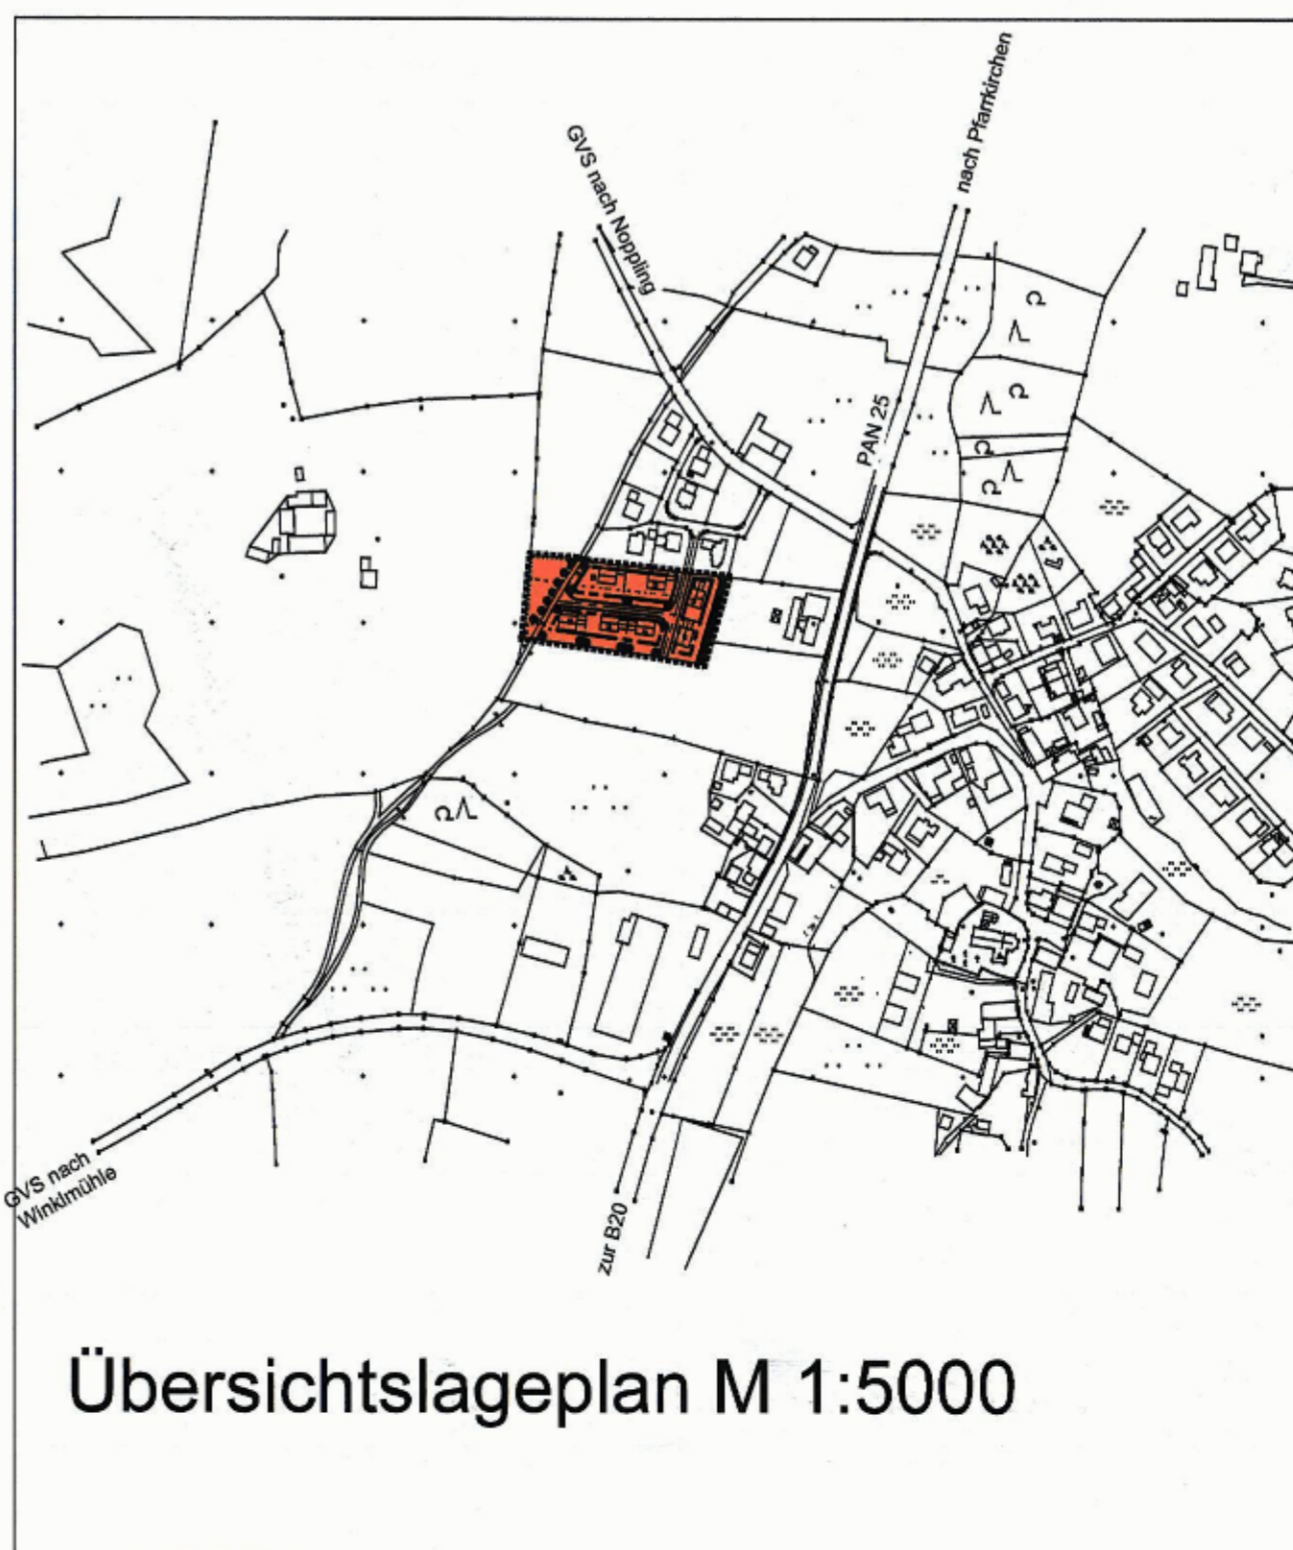 nach Pfarrkirchen
GVS nach Noppling
PAN 25
GVS nach
Winklmühle
zur B20
Übersichtslageplan M 1:5000